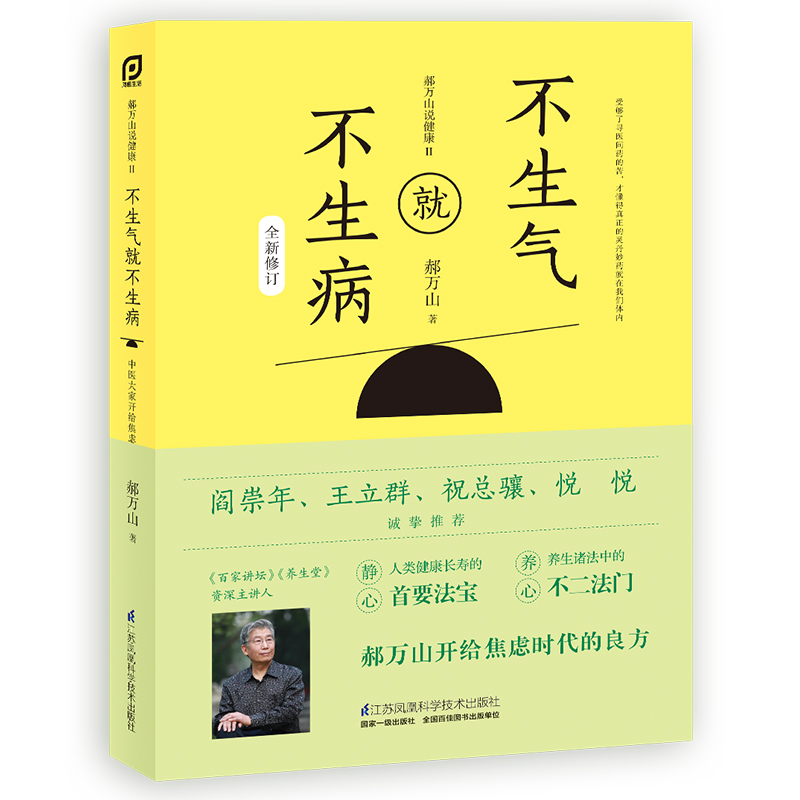 凤凰生活
郝万山说健康 II
不生气就不生病
中医大家开给焦虑
郝万山 著
江苏凤凰科学技术出版社
受够了寻医问药的苦，才懂得真正的灵丹妙药就在我们体内
不生气
郝万山说健康 II
就
郝万山 著
不生病
全新修订
阎崇年、王立群、祝总骧、悦 悦
诚挚推荐
《百家讲坛》《养生堂》
资深主讲人
静心
人类健康长寿的
首要法宝
养心
养生诸法中的
不二法门
郝万山开给焦虑时代的良方
江苏凤凰科学技术出版社
国家一级出版社 全国百佳图书出版单位